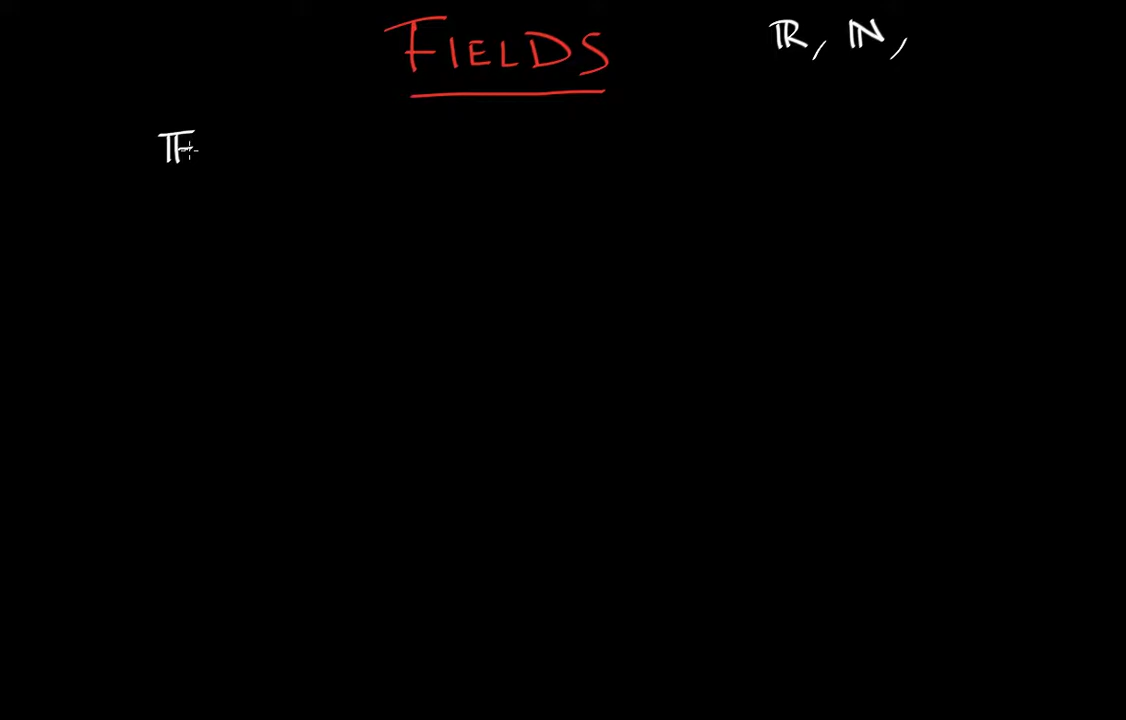 FIELDS
ℝ, ℕ,
𝔽